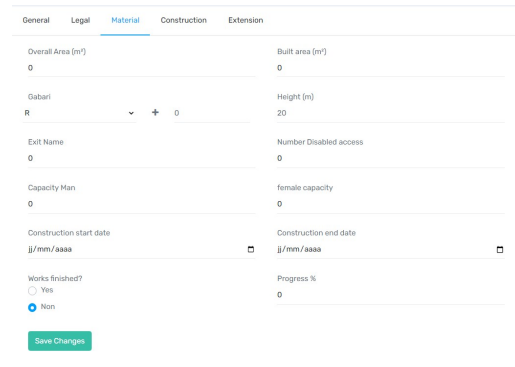 General Legal Material Construction Extension
Overall Area (m²) Built area (m²)
0 0
Gabari Height (m)
R + 0 20
Exit Name Number Disabled access
0 0
Capacity Man female capacity
0 0
Construction start date Construction end date
jj/mm/aaaa jj/mm/aaaa
Works finished? Progress %
Yes
0
Non
Save Changes